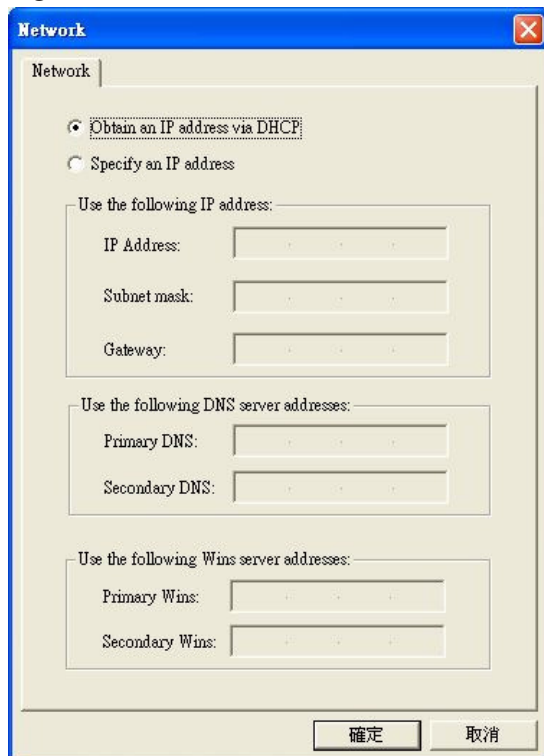 Network
Network
Obtain an IP address via DHCP
Specify an IP address
Use the following IP address:
IP Address:
Subnet mask:
Gateway:
Use the following DNS server addresses:
Primary DNS:
Secondary DNS:
Use the following Wins server addresses:
Primary Wins:
Secondary Wins:
確定 取消